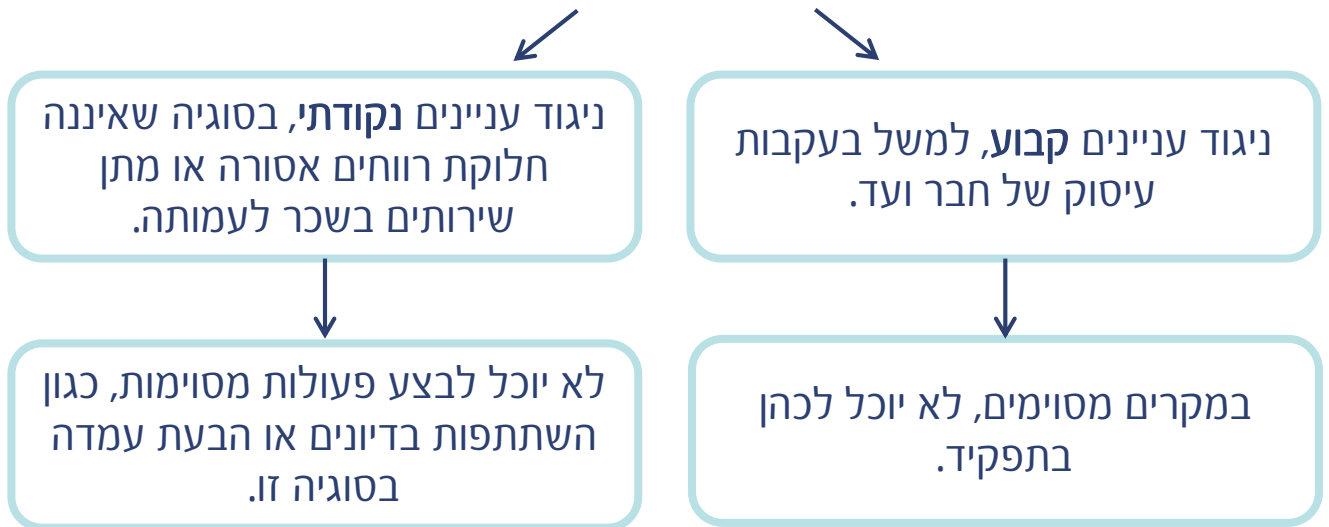 ניגוד עניינים קבוע, למשל בעקבות
עיסוק של חבר ועד.
ניגוד עניינים נקודתי, בסוגיה שאיננה
חלוקת רווחים אסורה או מתן
שירותים בשכר לעמותה.
במקרים מסוימים, לא יוכל לכהן
בתפקיד.
לא יוכל לבצע פעולות מסוימות, כגון
השתתפות בדיונים או הבעת עמדה
בסוגיה זו.